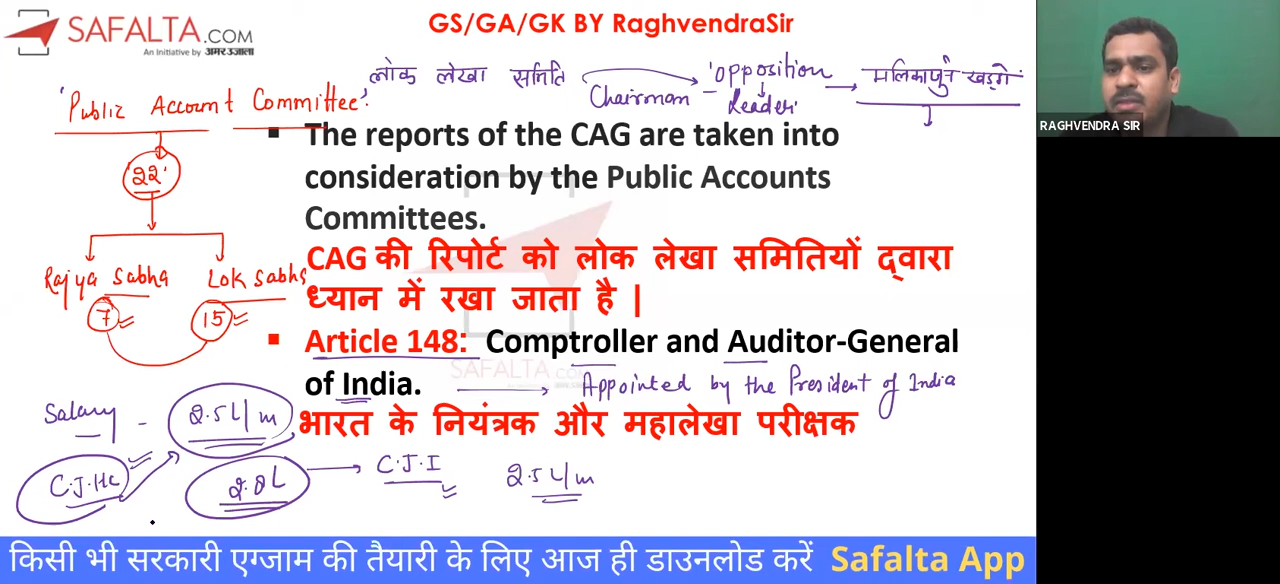 SAFALTA.COM
An Initiative by अमर उजाला
GS/GA/GK BY RaghvendraSir
'Public Account Committee'
लोक लेखा समिति
Chairman
'Opposition
Leader'
मलिकार्जुन खड़गे
RAGHVENDRA SIR
22
Rajya Sabha
7
Lok Sabha
15
The reports of the CAG are taken into
consideration by the Public Accounts
Committees.
CAG की रिपोर्ट को लोक लेखा समितियों द्वारा
ध्यान में रखा जाता है |
Article 148: Comptroller and Auditor-General
of India.
Appointed by the President of India
भारत के नियंत्रक और महालेखा परीक्षक
Salary - 2.5L/m
C.J.HC
2.8L
C.J.I
2.5L/m
किसी भी सरकारी एग्जाम की तैयारी के लिए आज ही डाउनलोड करें Safalta App